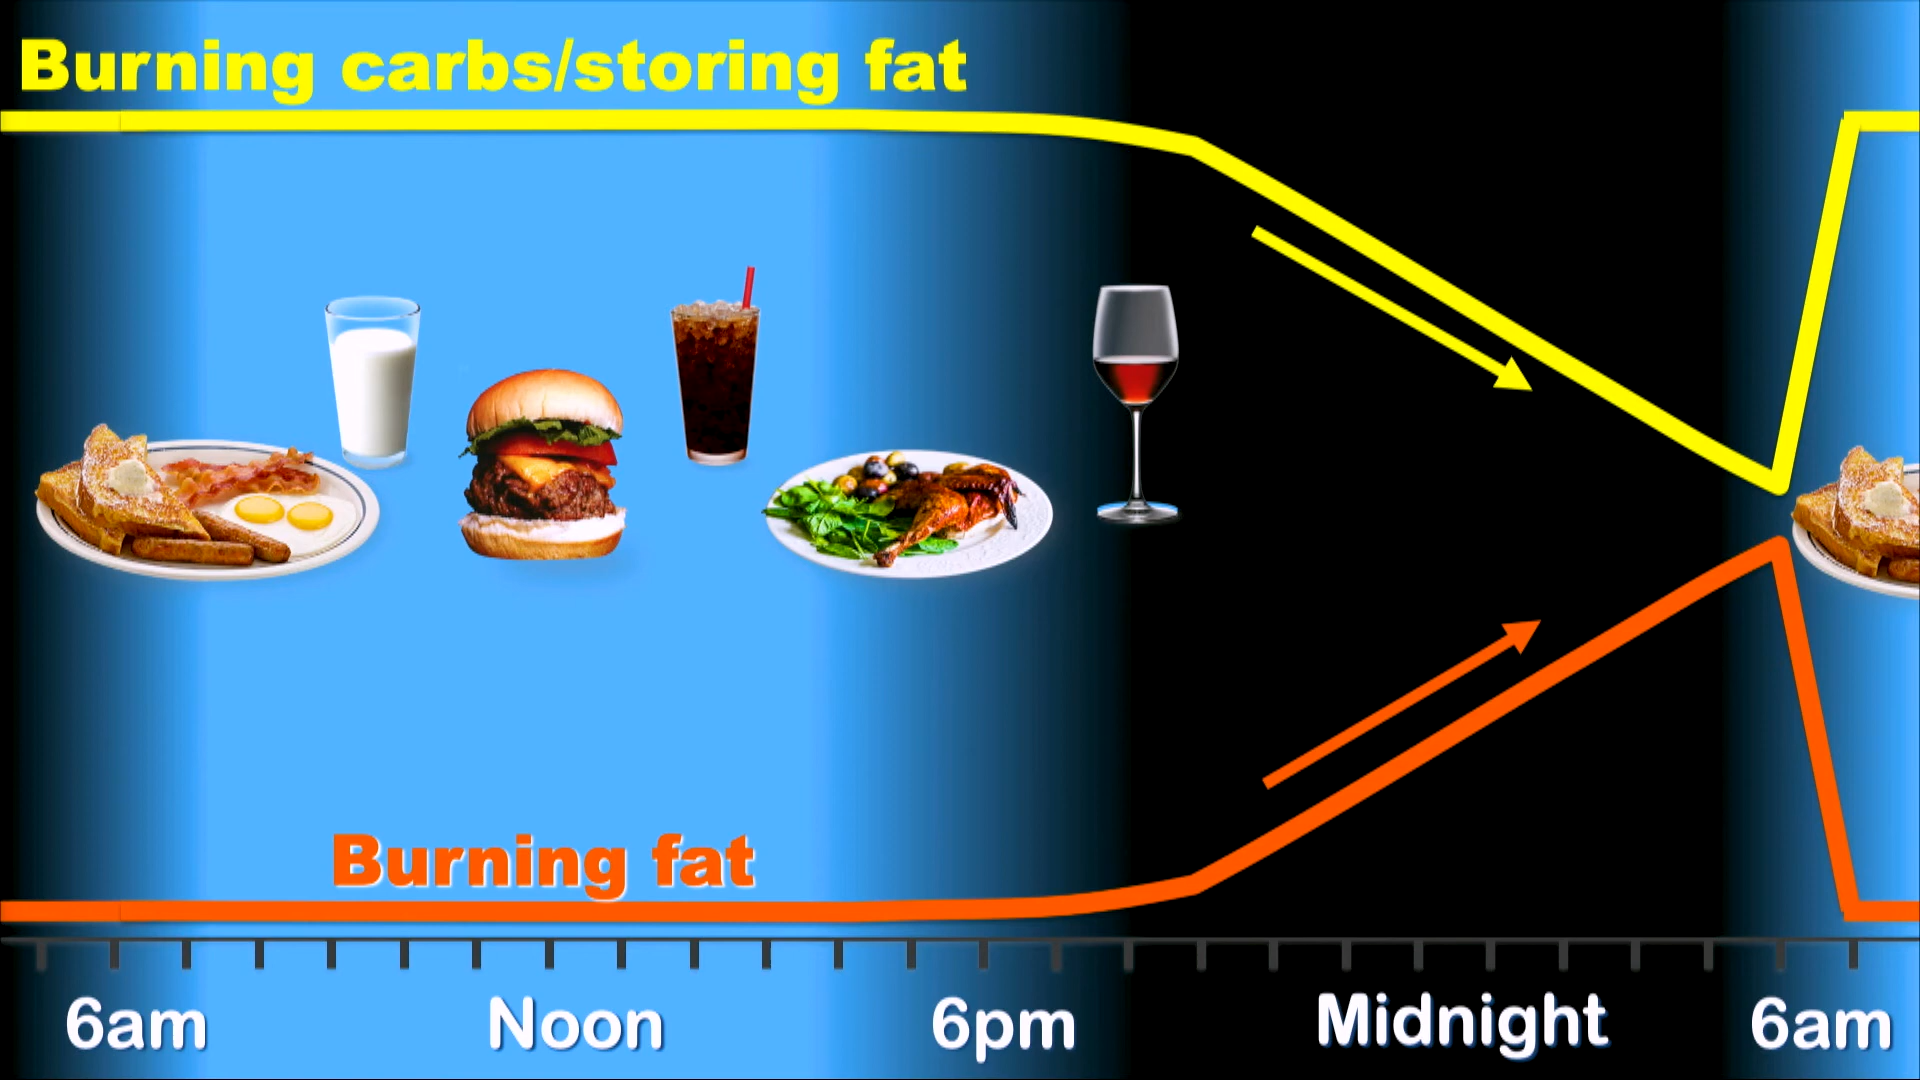 Burning carbs/storing fat
Burning fat
6am
Noon
6pm
Midnight
6am